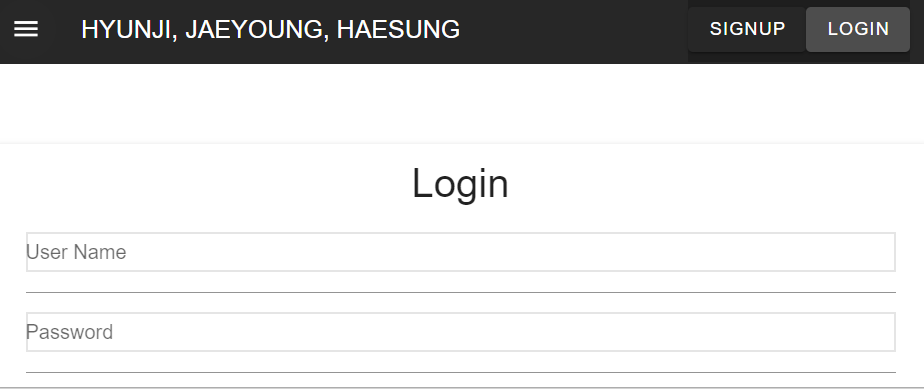 HYUNJI, JAEYOUNG, HAESUNG
SIGNUP
LOGIN
Login
User Name
Password